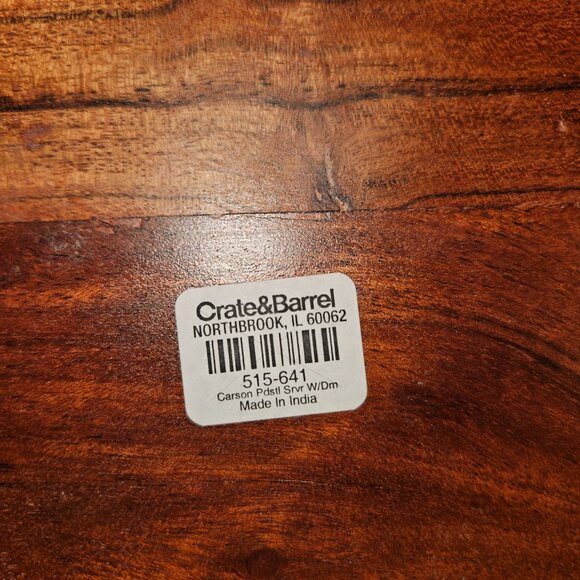 Crate&Barrel
NORTHBROOK, IL 60062
515-641
Carson Pdstl Srvr W/Dm
Made In India